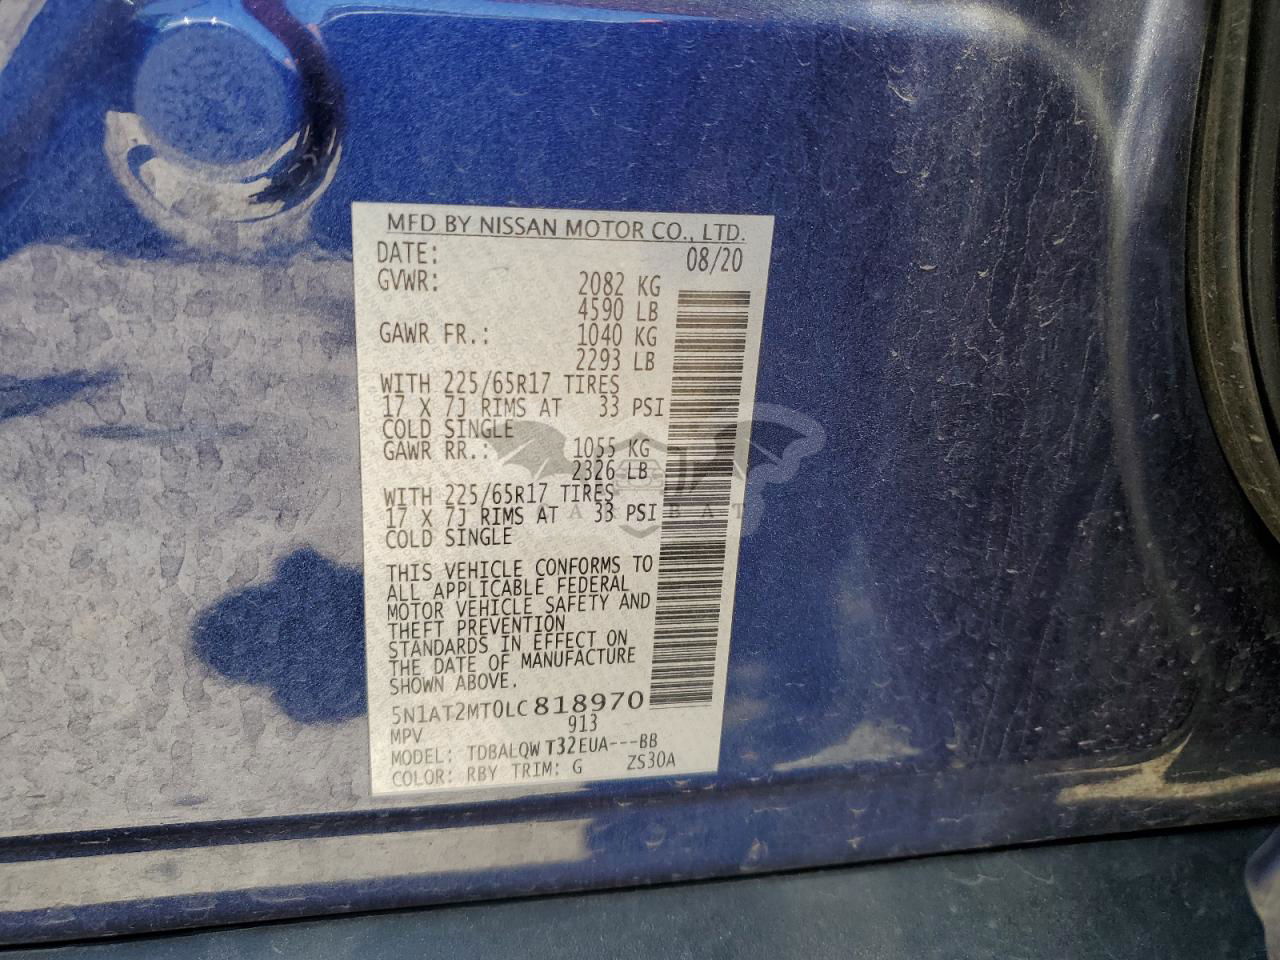 MFD BY NISSAN MOTOR CO., LTD.
DATE: 08/20
GVWR: 2082 KG
4590 LB
GAWR FR.: 1040 KG
2293 LB
WITH 225/65R17 TIRES
17 X 7J RIMS AT 33 PSI
COLD SINGLE
GAWR RR.: 1055 KG
2326 LB
WITH 225/65R17 TIRES
17 X 7J RIMS AT 33 PSI
COLD SINGLE
THIS VEHICLE CONFORMS TO
ALL APPLICABLE FEDERAL
MOTOR VEHICLE SAFETY AND
THEFT PREVENTION
STANDARDS IN EFFECT ON
THE DATE OF MANUFACTURE
SHOWN ABOVE.
5N1AT2MT0LC818970
MPV 913
MODEL: TDBALQWT32EUA---BB
COLOR: RBY TRIM: G ZS30A